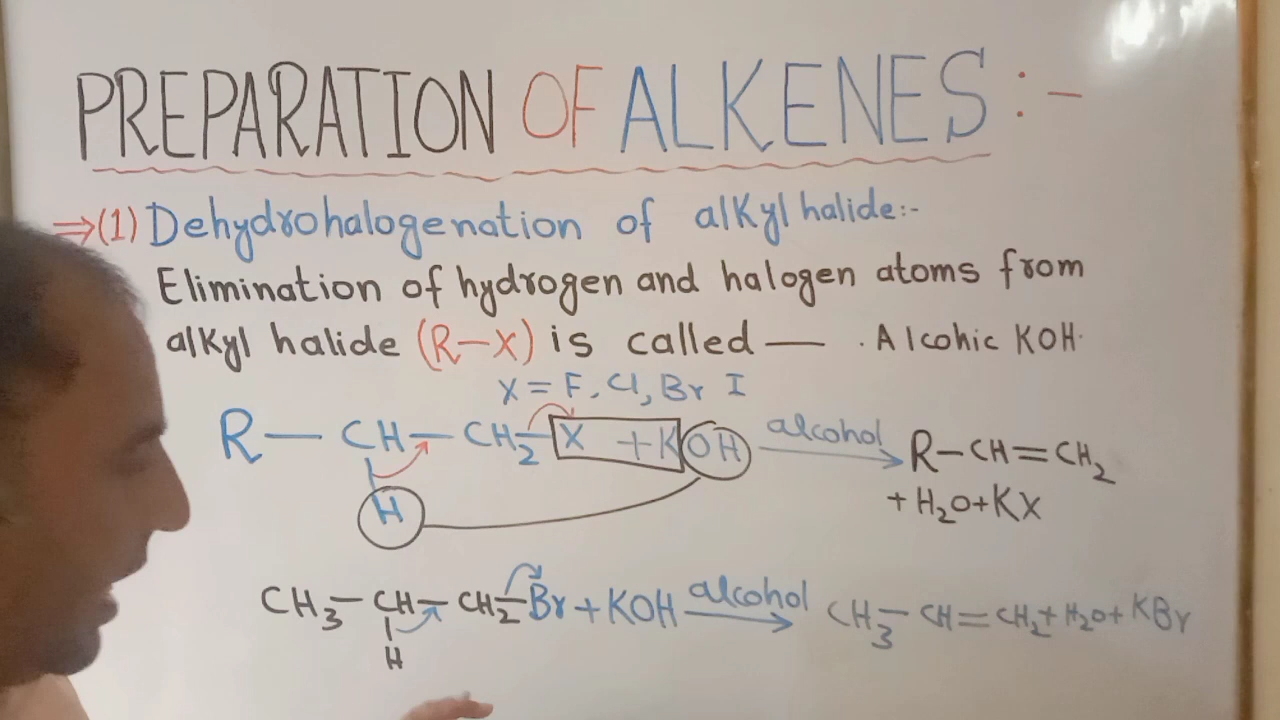 PREPARATION OF ALKENES :-
⇒(1) Dehydrohalogenation of alkyl halide:-
Elimination of hydrogen and halogen atoms from
alkyl halide (R-X) is called — . Alcohic KOH.
X = F, Cl, Br I
R — CH — CH₂ — X + KOH alcohol → R-CH=CH₂
H
+ H₂O + KX
CH₃ — CH — CH₂ — Br + KOH alcohol → CH₃ — CH = CH₂ + H₂O + KBr
H